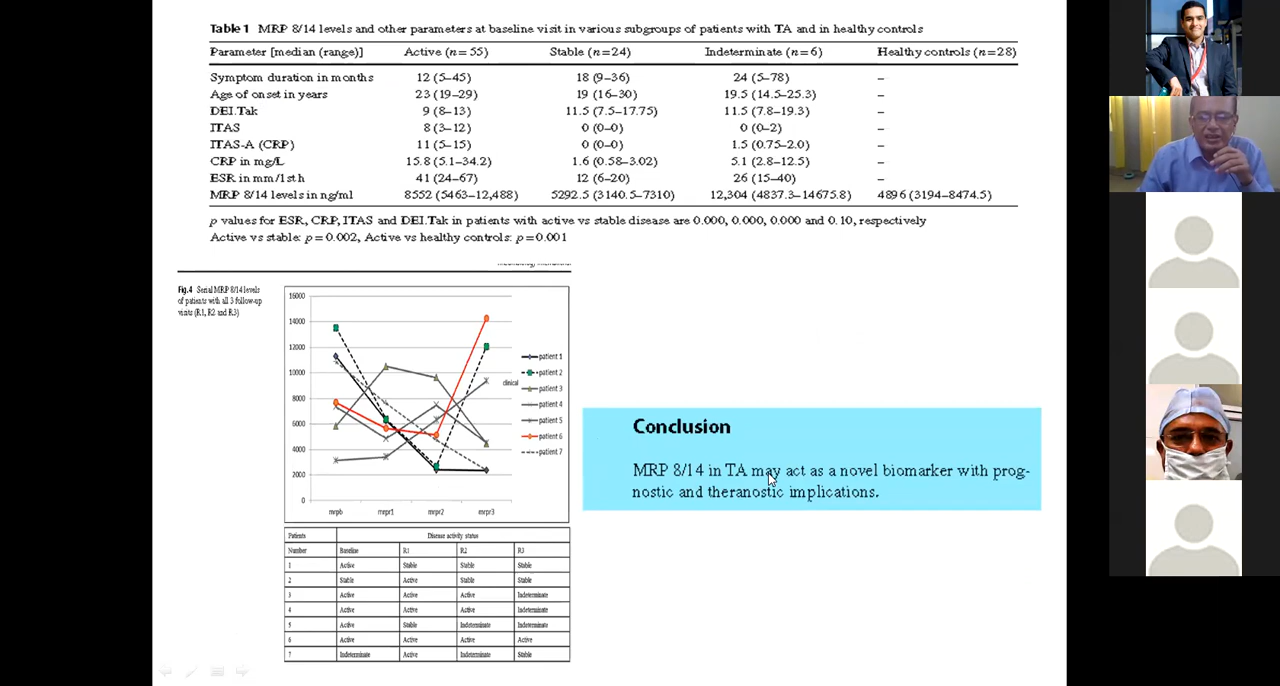 Table 1 MRP 8/14 levels and other parameters at baseline visit in various subgroups of patients with TA and in healthy controls
Parameter [median (range)] Active (n=55) Stable (n=24) Indeterminate (n=6) Healthy controls (n=28)
Symptom duration in months 12 (5–45) 18 (9–36) 24 (5–78) –
Age of onset in years 23 (19–29) 19 (16–30) 19.5 (14.5–25.3) –
DEI.Tak 9 (8–13) 11.5 (7.5–17.75) 11.5 (7.8–19.3) –
ITAS 8 (3–12) 0 (0–0) 0 (0–2) –
ITAS-A (CRP) 11 (5–15) 0 (0–0) 1.5 (0.75–2.0) –
CRP in mg/L 15.8 (5.1–34.2) 1.6 (0.58–3.02) 5.1 (2.8–12.5) –
ESR in mm/1sth 41 (24–67) 12 (6–20) 26 (15–40) –
MRP 8/14 levels in ng/ml 8552 (5463–12,488) 5292.5 (3140.5–7310) 12,304 (4837.3–14675.8) 4896 (3194–8474.5)
p values for ESR, CRP, ITAS and DEI.Tak in patients with active vs stable disease are 0.000, 0.000, 0.000 and 0.10, respectively
Active vs stable: p=0.002, Active vs healthy controls: p=0.001
Fig.4 Serial MRP 8/14 levels
of patients with all 3 follow-up
visits (R1, R2 and R3)
16000
14000
12000
10000
8000
6000
4000
2000
0
mrpb mrpr1 mrpr2 mrpr3
clinical
patient 1
patient 2
patient 3
patient 4
patient 5
patient 6
patient 7
Patients Disease activity status
Number Baseline R1 R2 R3
1 Active Stable Stable Stable
2 Stable Active Stable Stable
3 Active Active Active Indeterminate
4 Active Active Active Indeterminate
5 Active Stable Indeterminate Indeterminate
6 Active Active Active Active
7 Indeterminate Active Indeterminate Stable
Conclusion
MRP 8/14 in TA may act as a novel biomarker with prog-
nostic and theranostic implications.